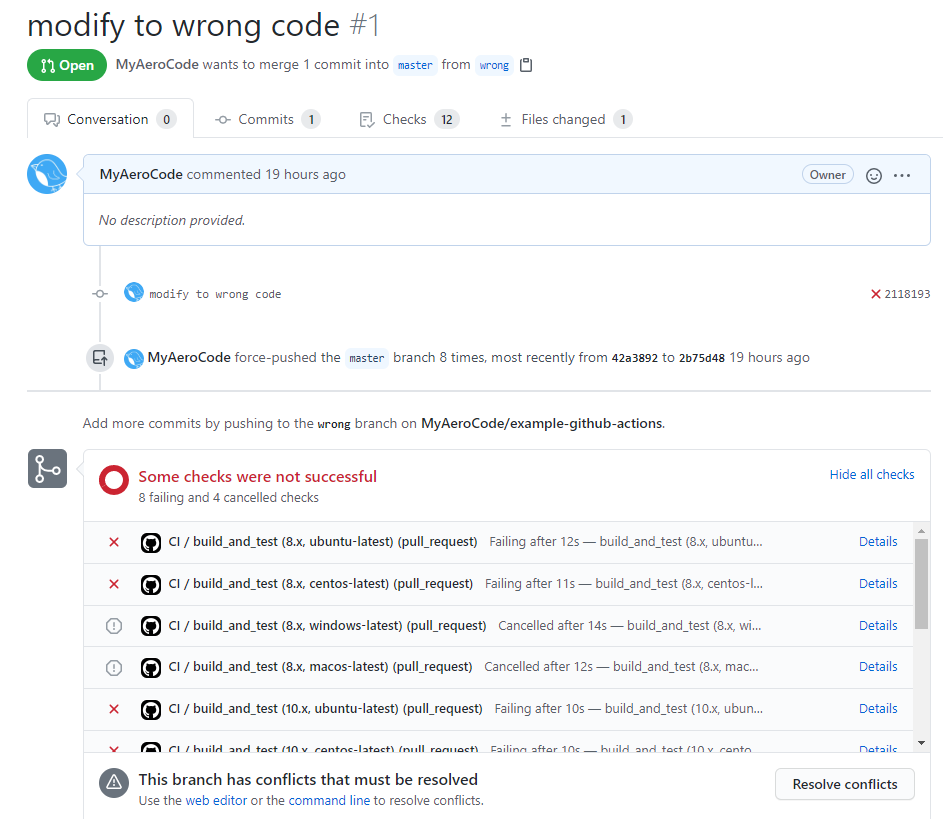 modify to wrong code #1
Open MyAeroCode wants to merge 1 commit into master from wrong
Conversation 0 Commits 1 Checks 12 Files changed 1
MyAeroCode commented 19 hours ago Owner
No description provided.
modify to wrong code 2118193
MyAeroCode force-pushed the master branch 8 times, most recently from 42a3892 to 2b75d48 19 hours ago
Add more commits by pushing to the wrong branch on MyAeroCode/example-github-actions.
Some checks were not successful Hide all checks
8 failing and 4 cancelled checks
CI / build_and_test (8.x, ubuntu-latest) (pull_request) Failing after 12s — build_and_test (8.x, ubuntu... Details
CI / build_and_test (8.x, centos-latest) (pull_request) Failing after 11s — build_and_test (8.x, centos-l... Details
CI / build_and_test (8.x, windows-latest) (pull_request) Cancelled after 14s — build_and_test (8.x, wi... Details
CI / build_and_test (8.x, macos-latest) (pull_request) Cancelled after 12s — build_and_test (8.x, mac... Details
CI / build_and_test (10.x, ubuntu-latest) (pull_request) Failing after 10s — build_and_test (10.x, ubun... Details
CI / build_and_test (10.x, centos-latest) (pull_request) Failing after 10s — build_and_test (10.x, cento... Details
This branch has conflicts that must be resolved Resolve conflicts
Use the web editor or the command line to resolve conflicts.